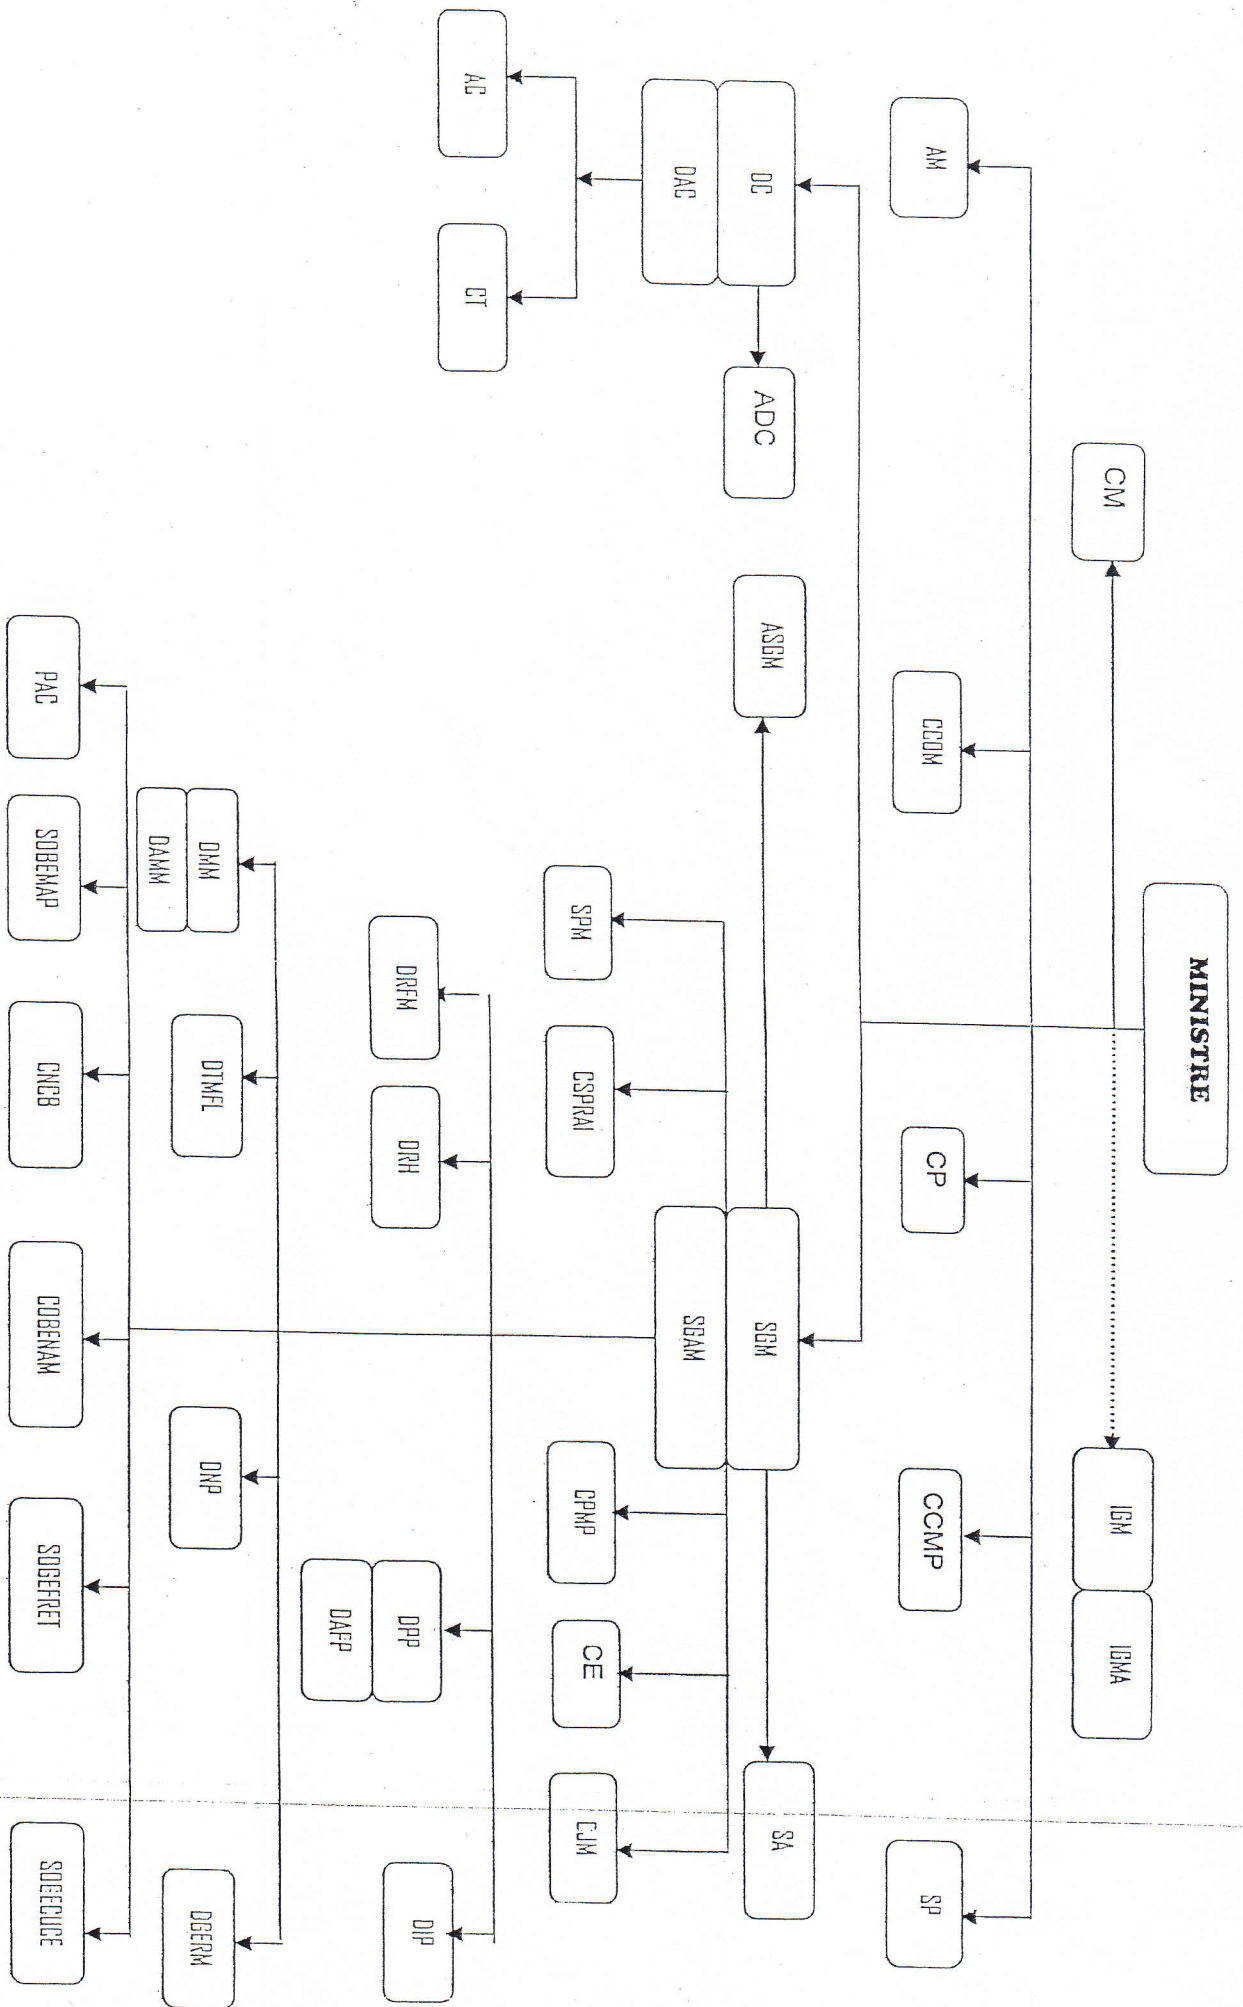 MINISTRE
CM
IGM
IGMA
AM
CCOM
CP
CCMP
SP
DC
DAC
ADC
ASGM
SGM
SGAM
SA
AC
CT
SPM
CSPRAI
CPMP
CE
CJM
DRFM
DRH
DPP
DAPP
DIP
DMM
DAMM
DTMFL
DNP
DGERM
PAC
SOBEMAP
CNCB
COBENAM
SOGEFRET
SOGECUCE